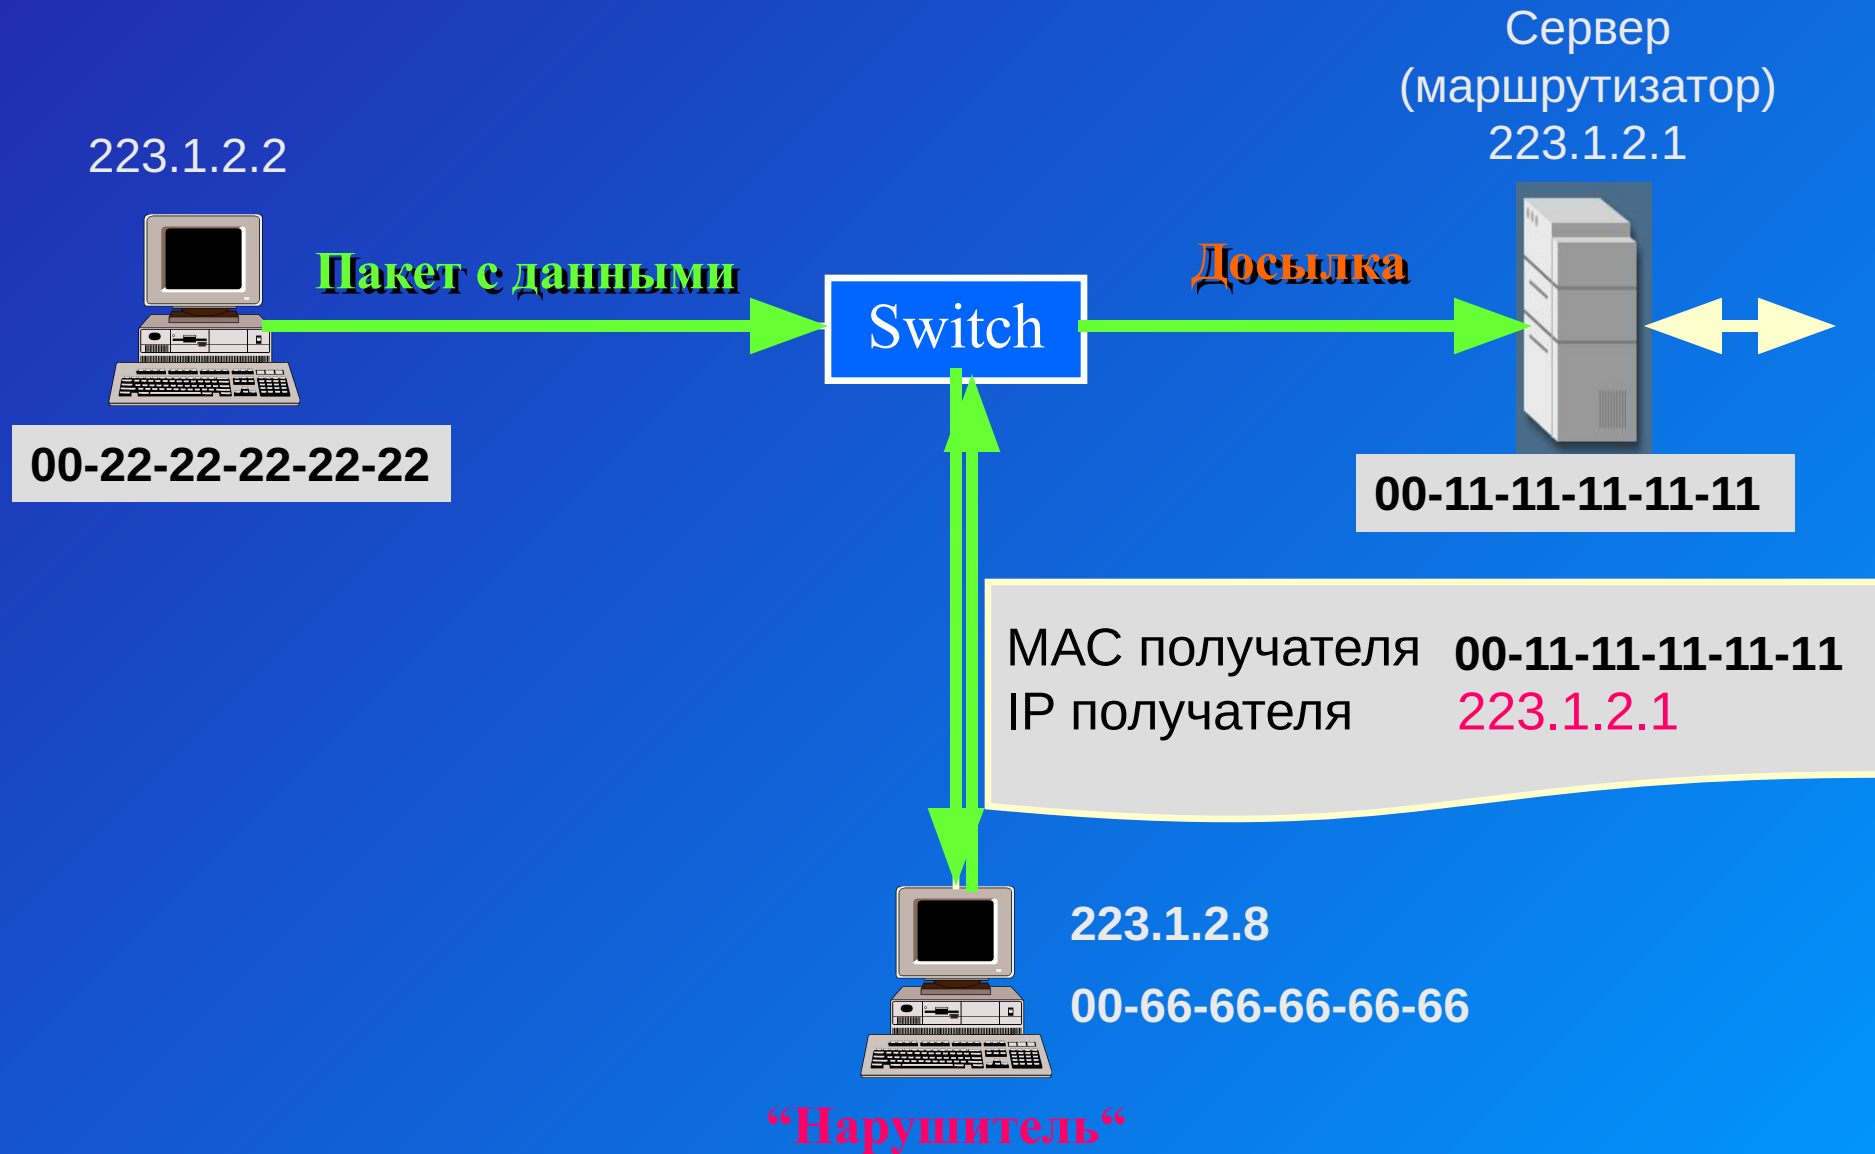 Сервер
(маршрутизатор)
223.1.2.1
223.1.2.2
Пакет с данными
Досылка
Switch
00-22-22-22-22-22
00-11-11-11-11-11
MAC получателя 00-11-11-11-11-11
IP получателя 223.1.2.1
223.1.2.8
00-66-66-66-66-66
“Нарушитель“